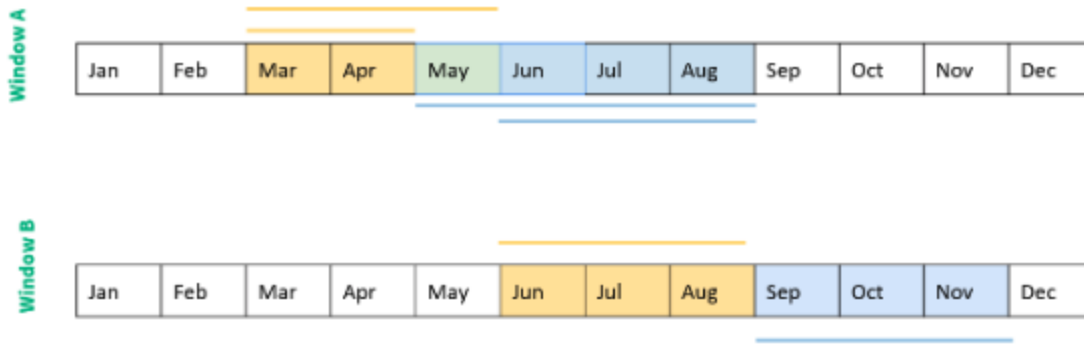 Window A
Jan Feb Mar Apr May Jun Jul Aug Sep Oct Nov Dec
Window B
Jan Feb Mar Apr May Jun Jul Aug Sep Oct Nov Dec